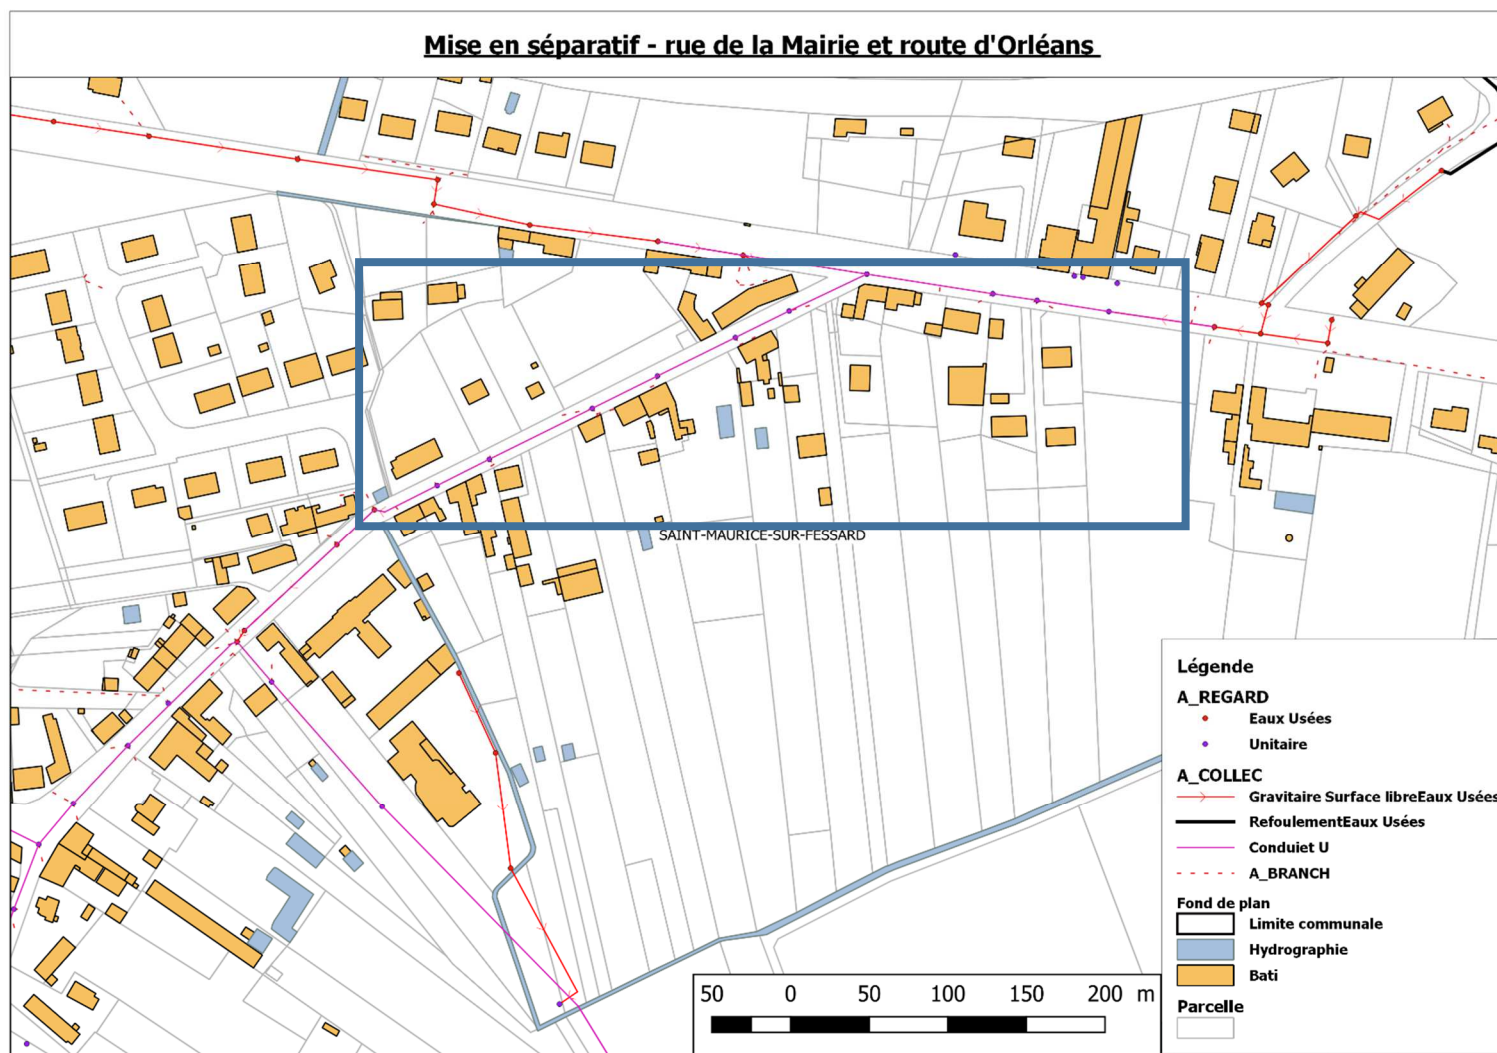 Mise en séparatif - rue de la Mairie et route d'Orléans
SAINT-MAURICE-SUR-FESSARD
Légende
A_REGARD
Eaux Usées
Unitaire
A_COLLEC
Gravitaire Surface libreEaux Usées
RefoulementEaux Usées
Conduiet U
A_BRANCH
Fond de plan
Limite communale
Hydrographie
Bati
Parcelle
50 0 50 100 150 200 m